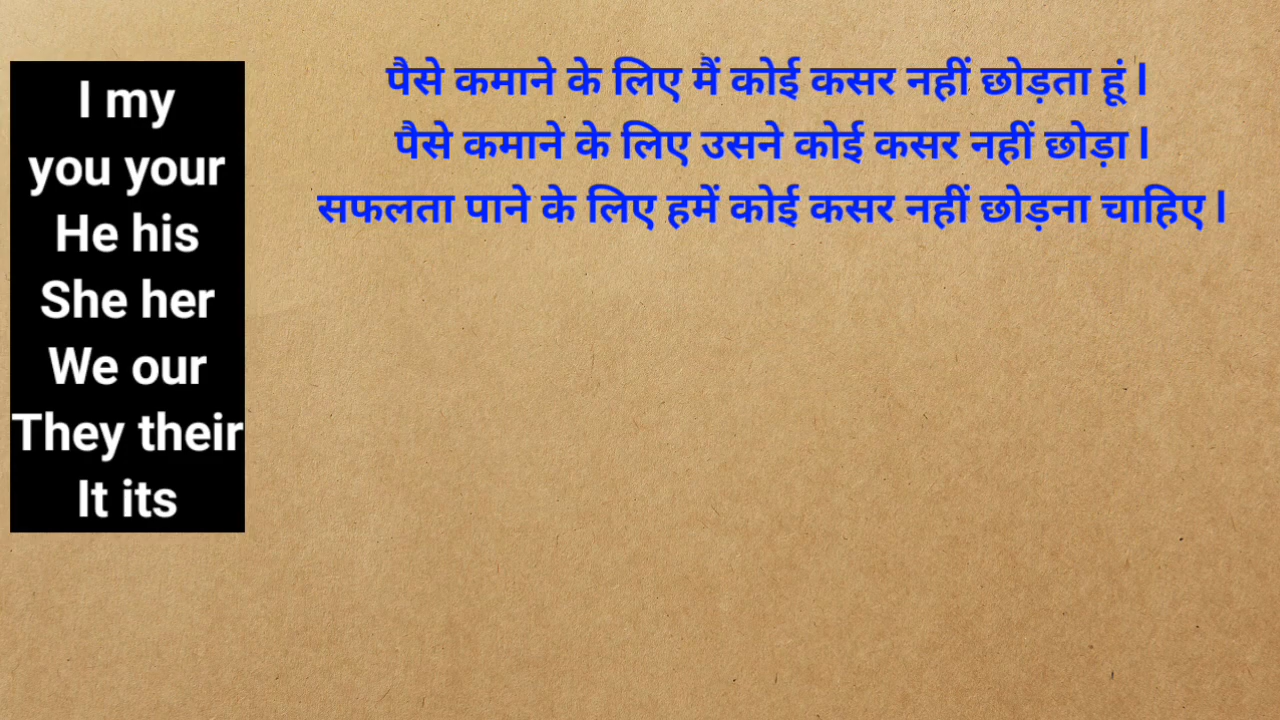 I my
you your
He his
She her
We our
They their
It its
पैसे कमाने के लिए मैं कोई कसर नहीं छोड़ता हूं l
पैसे कमाने के लिए उसने कोई कसर नहीं छोड़ा l
सफलता पाने के लिए हमें कोई कसर नहीं छोड़ना चाहिए l